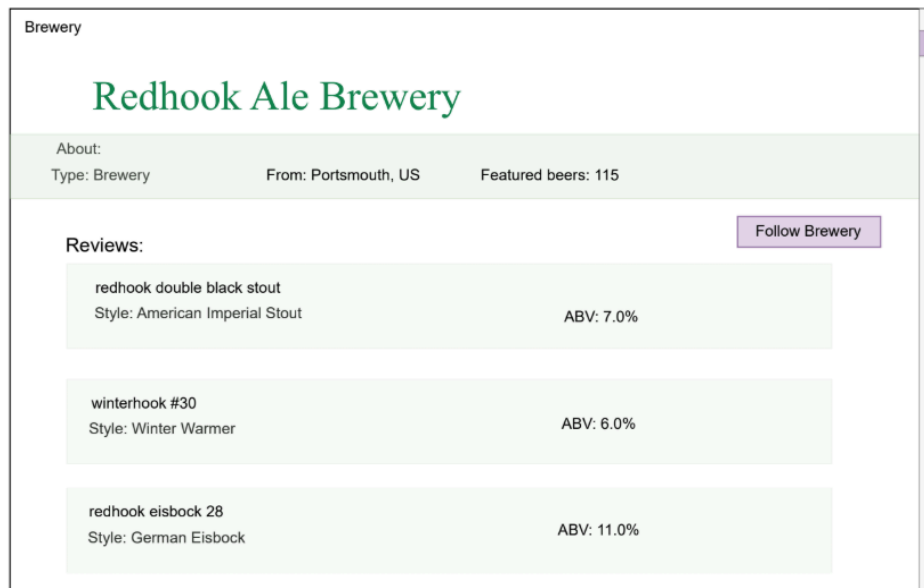 Brewery
Redhook Ale Brewery
About:
Type: Brewery From: Portsmouth, US Featured beers: 115
Follow Brewery
Reviews:
redhook double black stout
Style: American Imperial Stout ABV: 7.0%
winterhook #30
Style: Winter Warmer ABV: 6.0%
redhook eisbock 28
Style: German Eisbock ABV: 11.0%